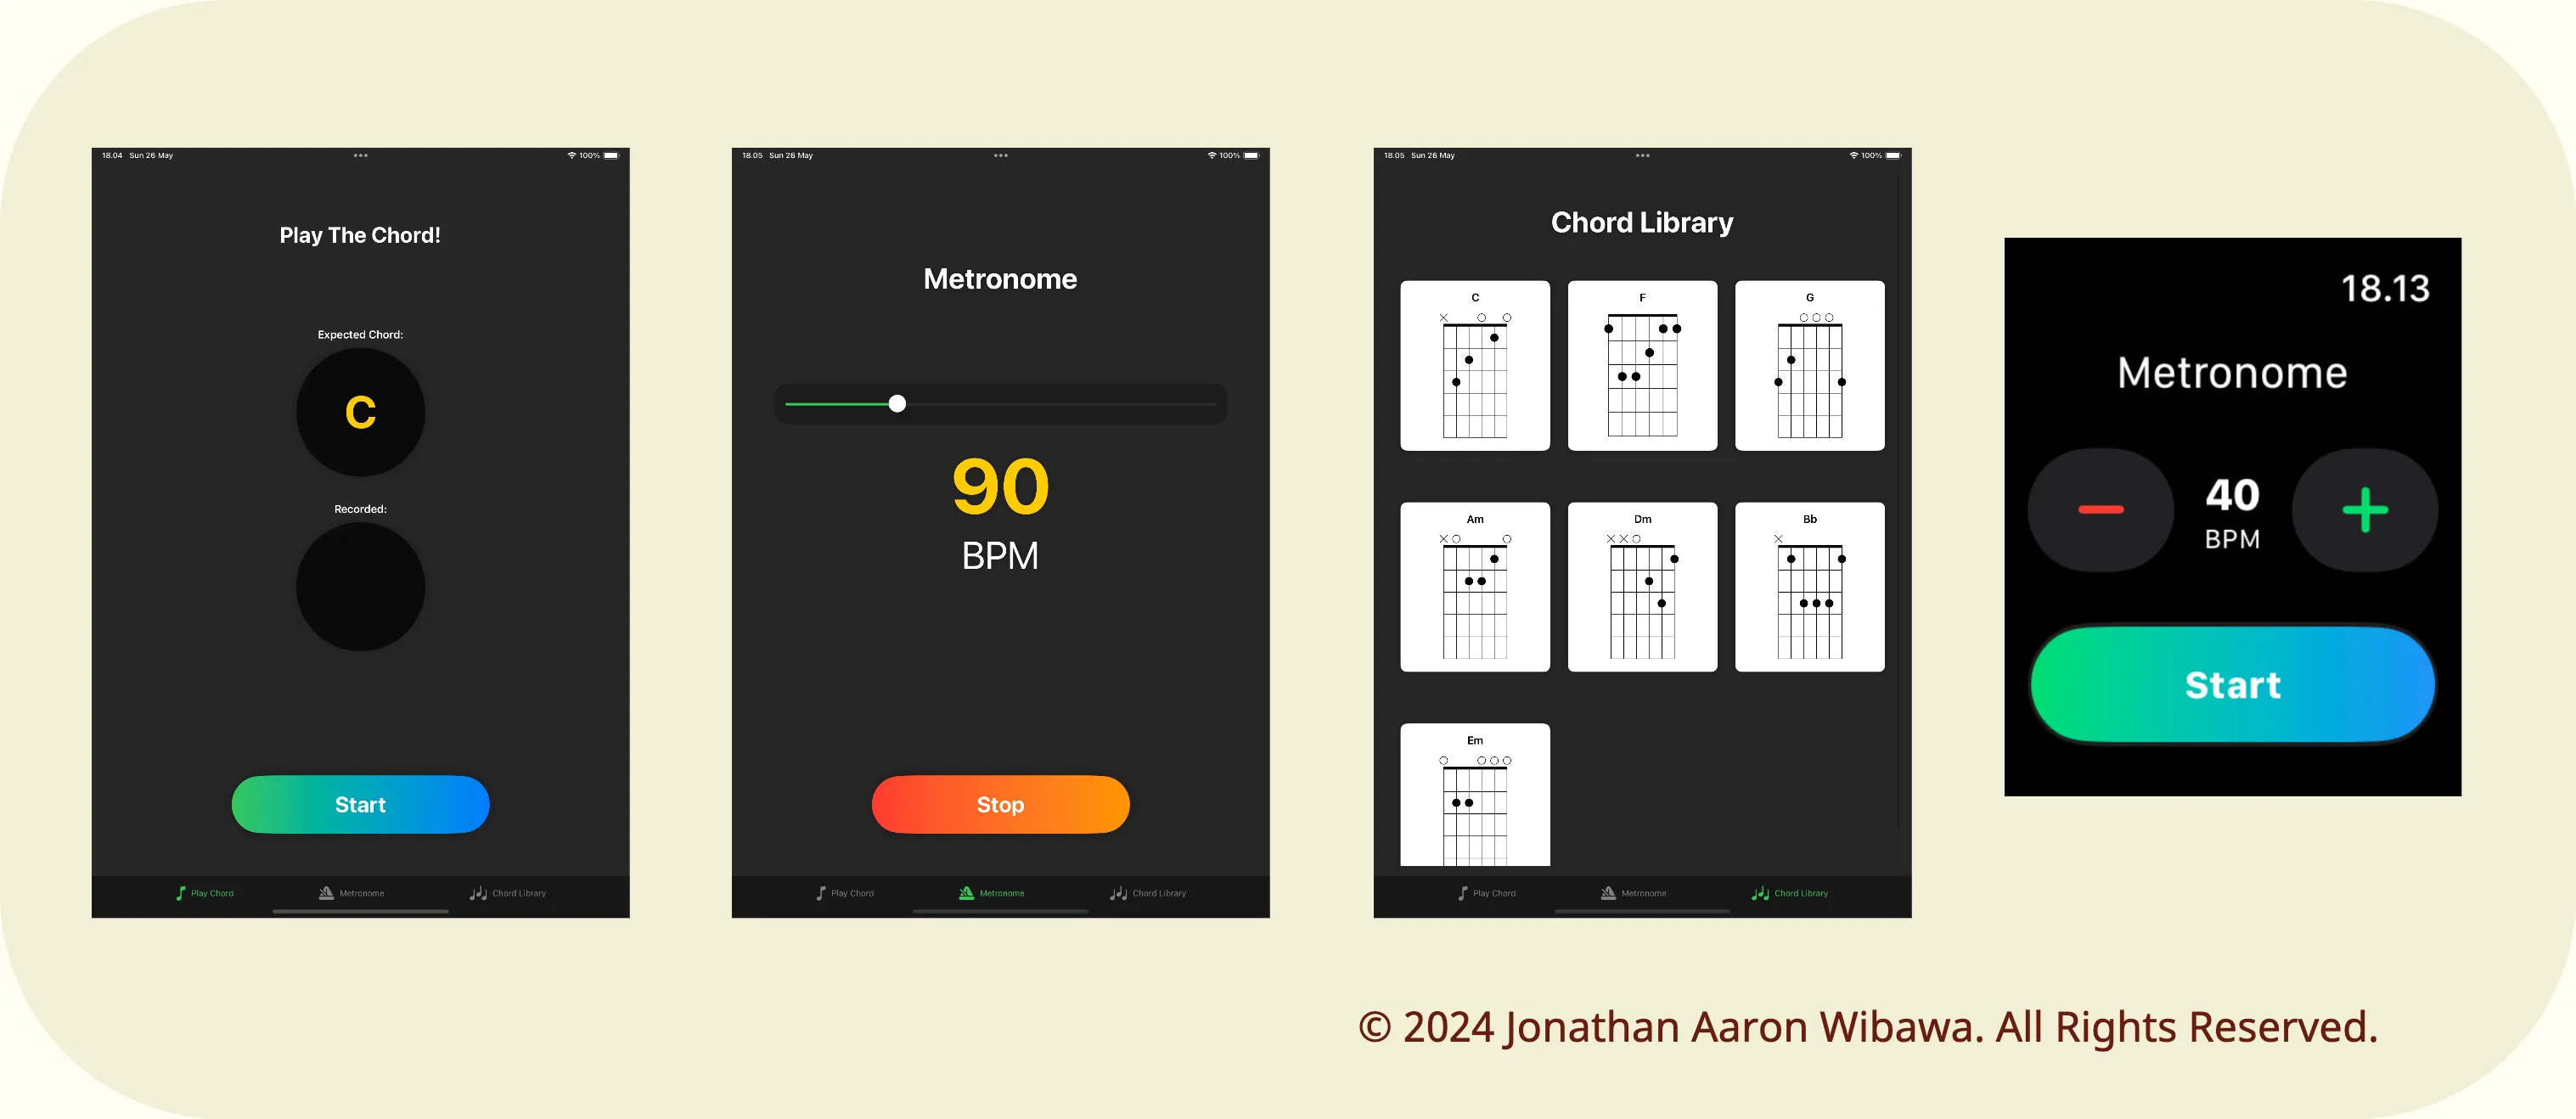 18.04 Sun 26 May
100%
Play The Chord!
Expected Chord:
C
Recorded:
Start
Play Chord
Metronome
Chord Library
18.05 Sun 26 May
100%
Metronome
90
BPM
Stop
Play Chord
Metronome
Chord Library
18.05 Sun 26 May
100%
Chord Library
C
F
G
Am
Dm
Bb
Em
Play Chord
Metronome
Chord Library
18.13
Metronome
40
BPM
Start
© 2024 Jonathan Aaron Wibawa. All Rights Reserved.